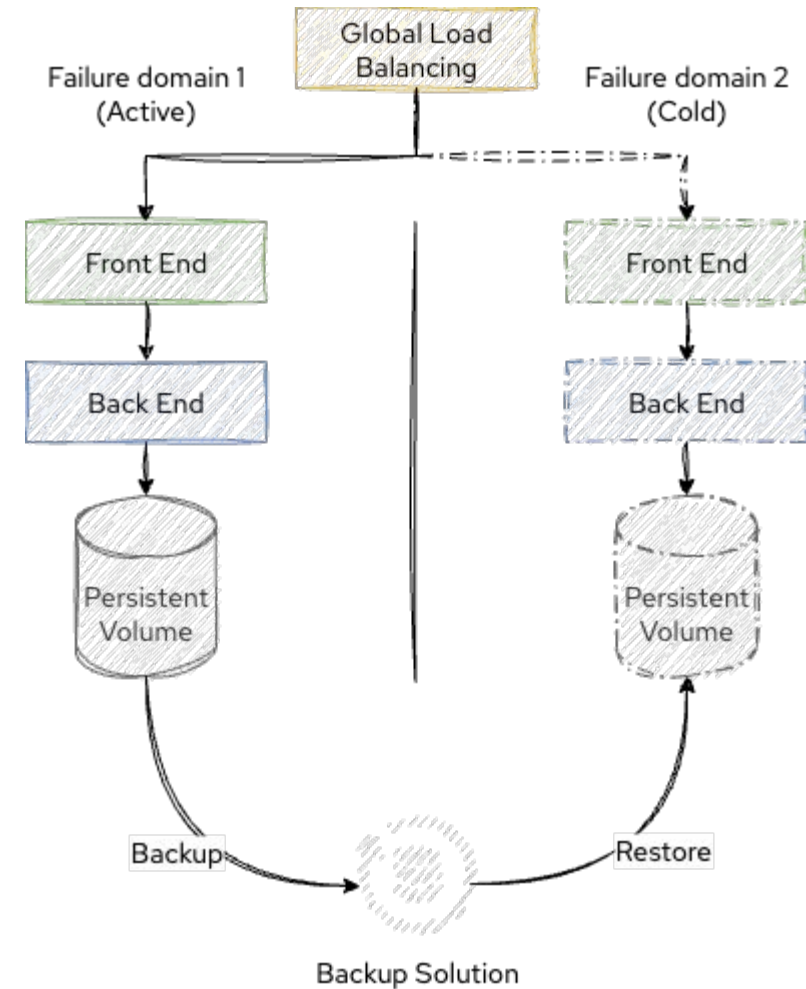 Global Load
Balancing
Failure domain 1
(Active)
Failure domain 2
(Cold)
Front End
Front End
Back End
Back End
Persistent
Volume
Persistent
Volume
Backup
Restore
Backup Solution